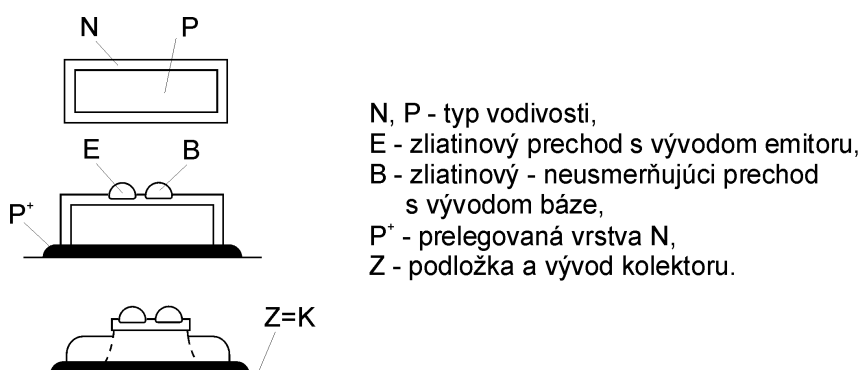 N P
N, P - typ vodivosti,
E - zliatinový prechod s vývodom emitoru,
E B
B - zliatinový - neusmerňujúci prechod
s vývodom báze,
P⁺
P⁺ - prelegovaná vrstva N,
Z - podložka a vývod kolektoru.
Z=K